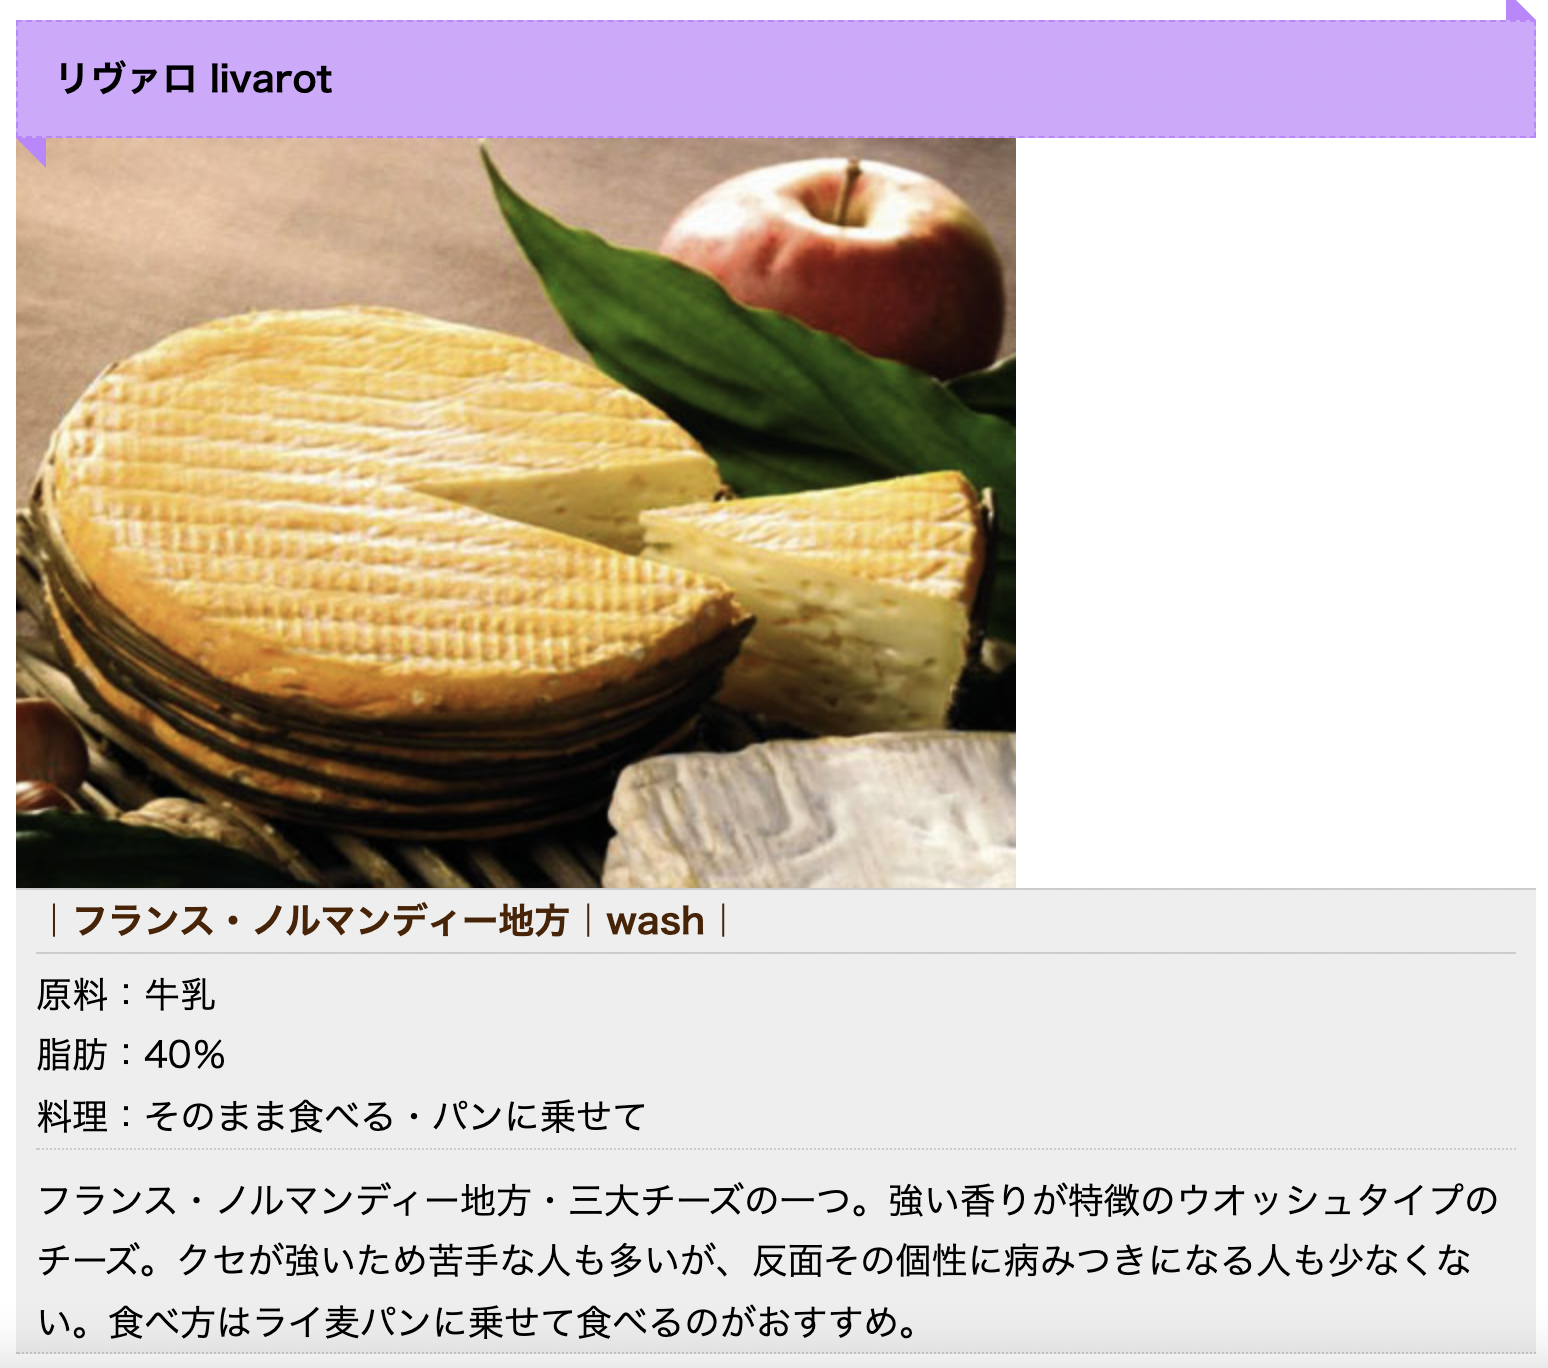 リヴァロ livarot
｜フランス・ノルマンディー地方｜wash｜
原料：牛乳
脂肪：40%
料理：そのまま食べる・パンに乗せて
フランス・ノルマンディー地方・三大チーズの一つ。強い香りが特徴のウオッシュタイプの
チーズ。クセが強いため苦手な人も多いが、反面その個性に病みつきになる人も少なくな
い。食べ方はライ麦パンに乗せて食べるのがおすすめ。